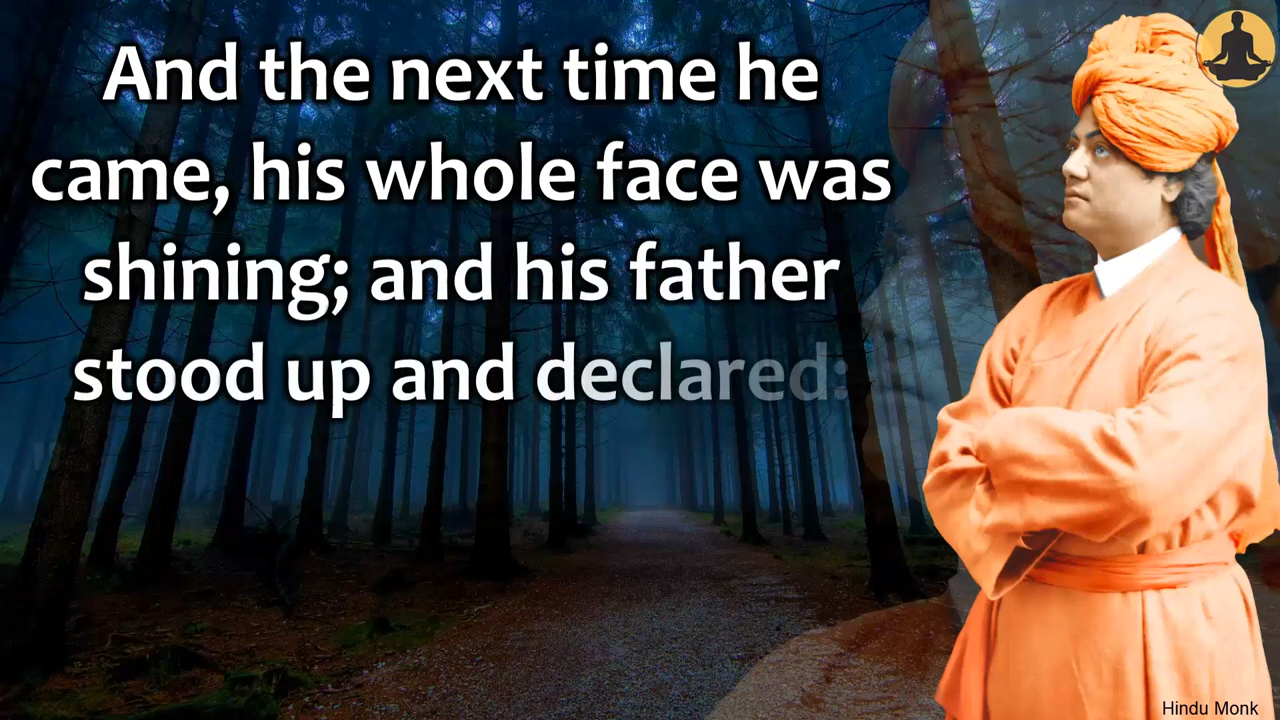 And the next time he
came, his whole face was
shining; and his father
stood up and declared:
Hindu Monk